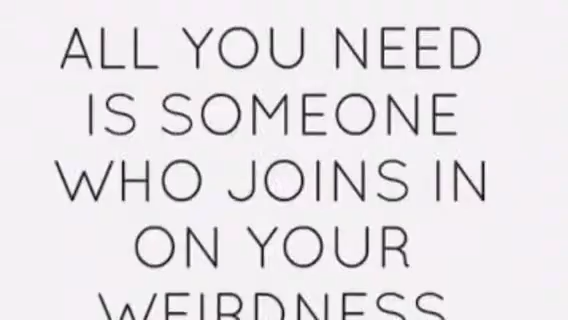 ALL YOU NEED
IS SOMEONE
WHO JOINS IN
ON YOUR
WEIRDNESS